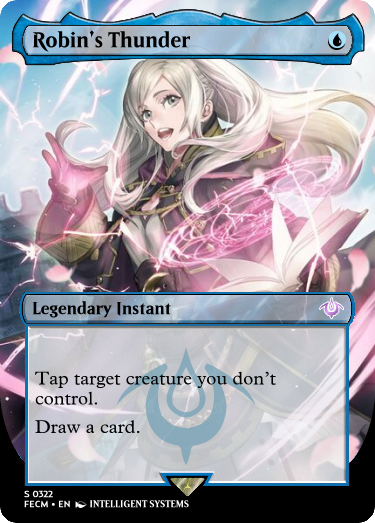 Robin's Thunder
Legendary Instant
Tap target creature you don't
control.
Draw a card.
S 0322
FECM • EN INTELLIGENT SYSTEMS